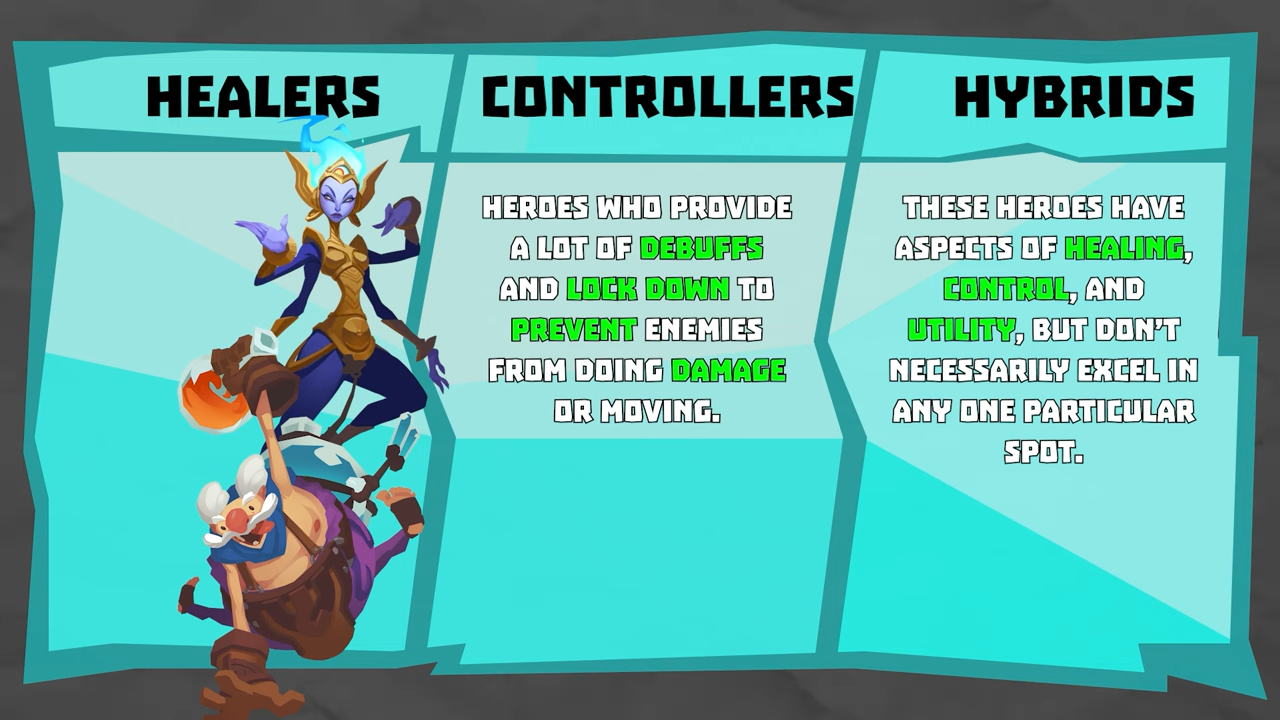 HEALERS
CONTROLLERS
HEROES WHO PROVIDE
A LOT OF DEBUFFS
AND LOCK DOWN TO
PREVENT ENEMIES
FROM DOING DAMAGE
OR MOVING.
HYBRIDS
THESE HEROES HAVE
ASPECTS OF HEALING,
CONTROL, AND
UTILITY, BUT DON'T
NECESSARILY EXCEL IN
ANY ONE PARTICULAR
SPOT.